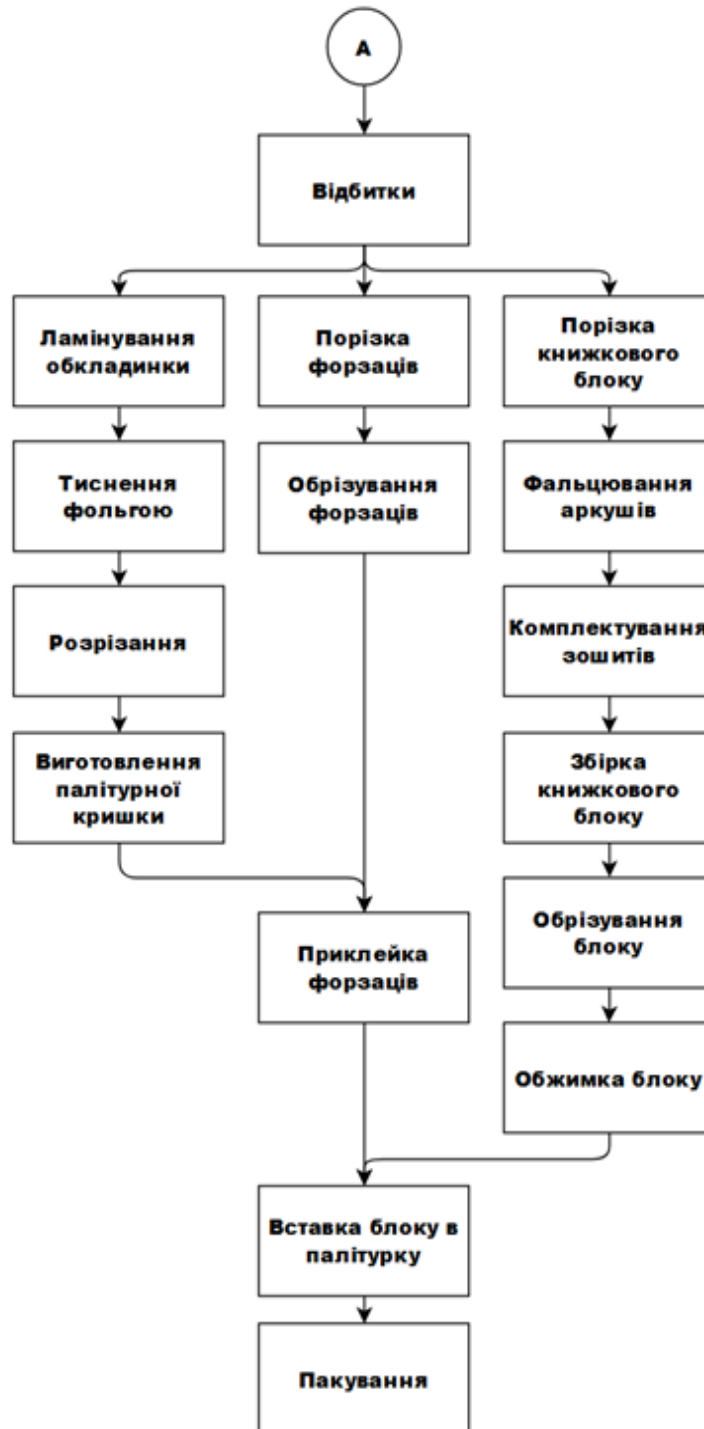 А
Відбитки
Ламінування
обкладинки
Порізка
форзаців
Порізка
книжкового
блоку
Тиснення
фольгою
Обрізування
форзаців
Фальцювання
аркушів
Розрізання
Комплектування
зошитів
Виготовлення
палітурної
кришки
Збірка
книжкового
блоку
Обрізування
блоку
Приклейка
форзаців
Обжимка блоку
Вставка блоку в
палітурку
Пакування